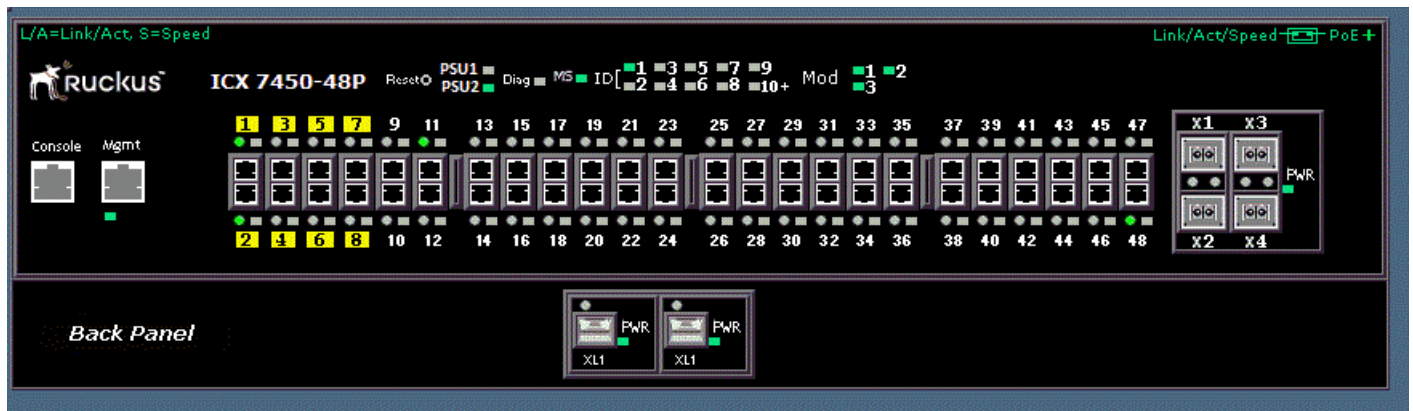 L/A=Link/Act, S=Speed
Link/Act/Speed PoE+
Ruckus ICX 7450-48P Reset PSU1 PSU2 Diag MS ID[ 1 3 5 7 9 Mod 1 2
2 4 6 8 10+ 3
Console Mgmt
1 3 5 7 9 11 13 15 17 19 21 23 25 27 29 31 33 35 37 39 41 43 45 47 X1 X3
PWR
2 4 6 8 10 12 14 16 18 20 22 24 26 28 30 32 34 36 38 40 42 44 46 48 X2 X4
Back Panel
PWR PWR
XL1 XL1